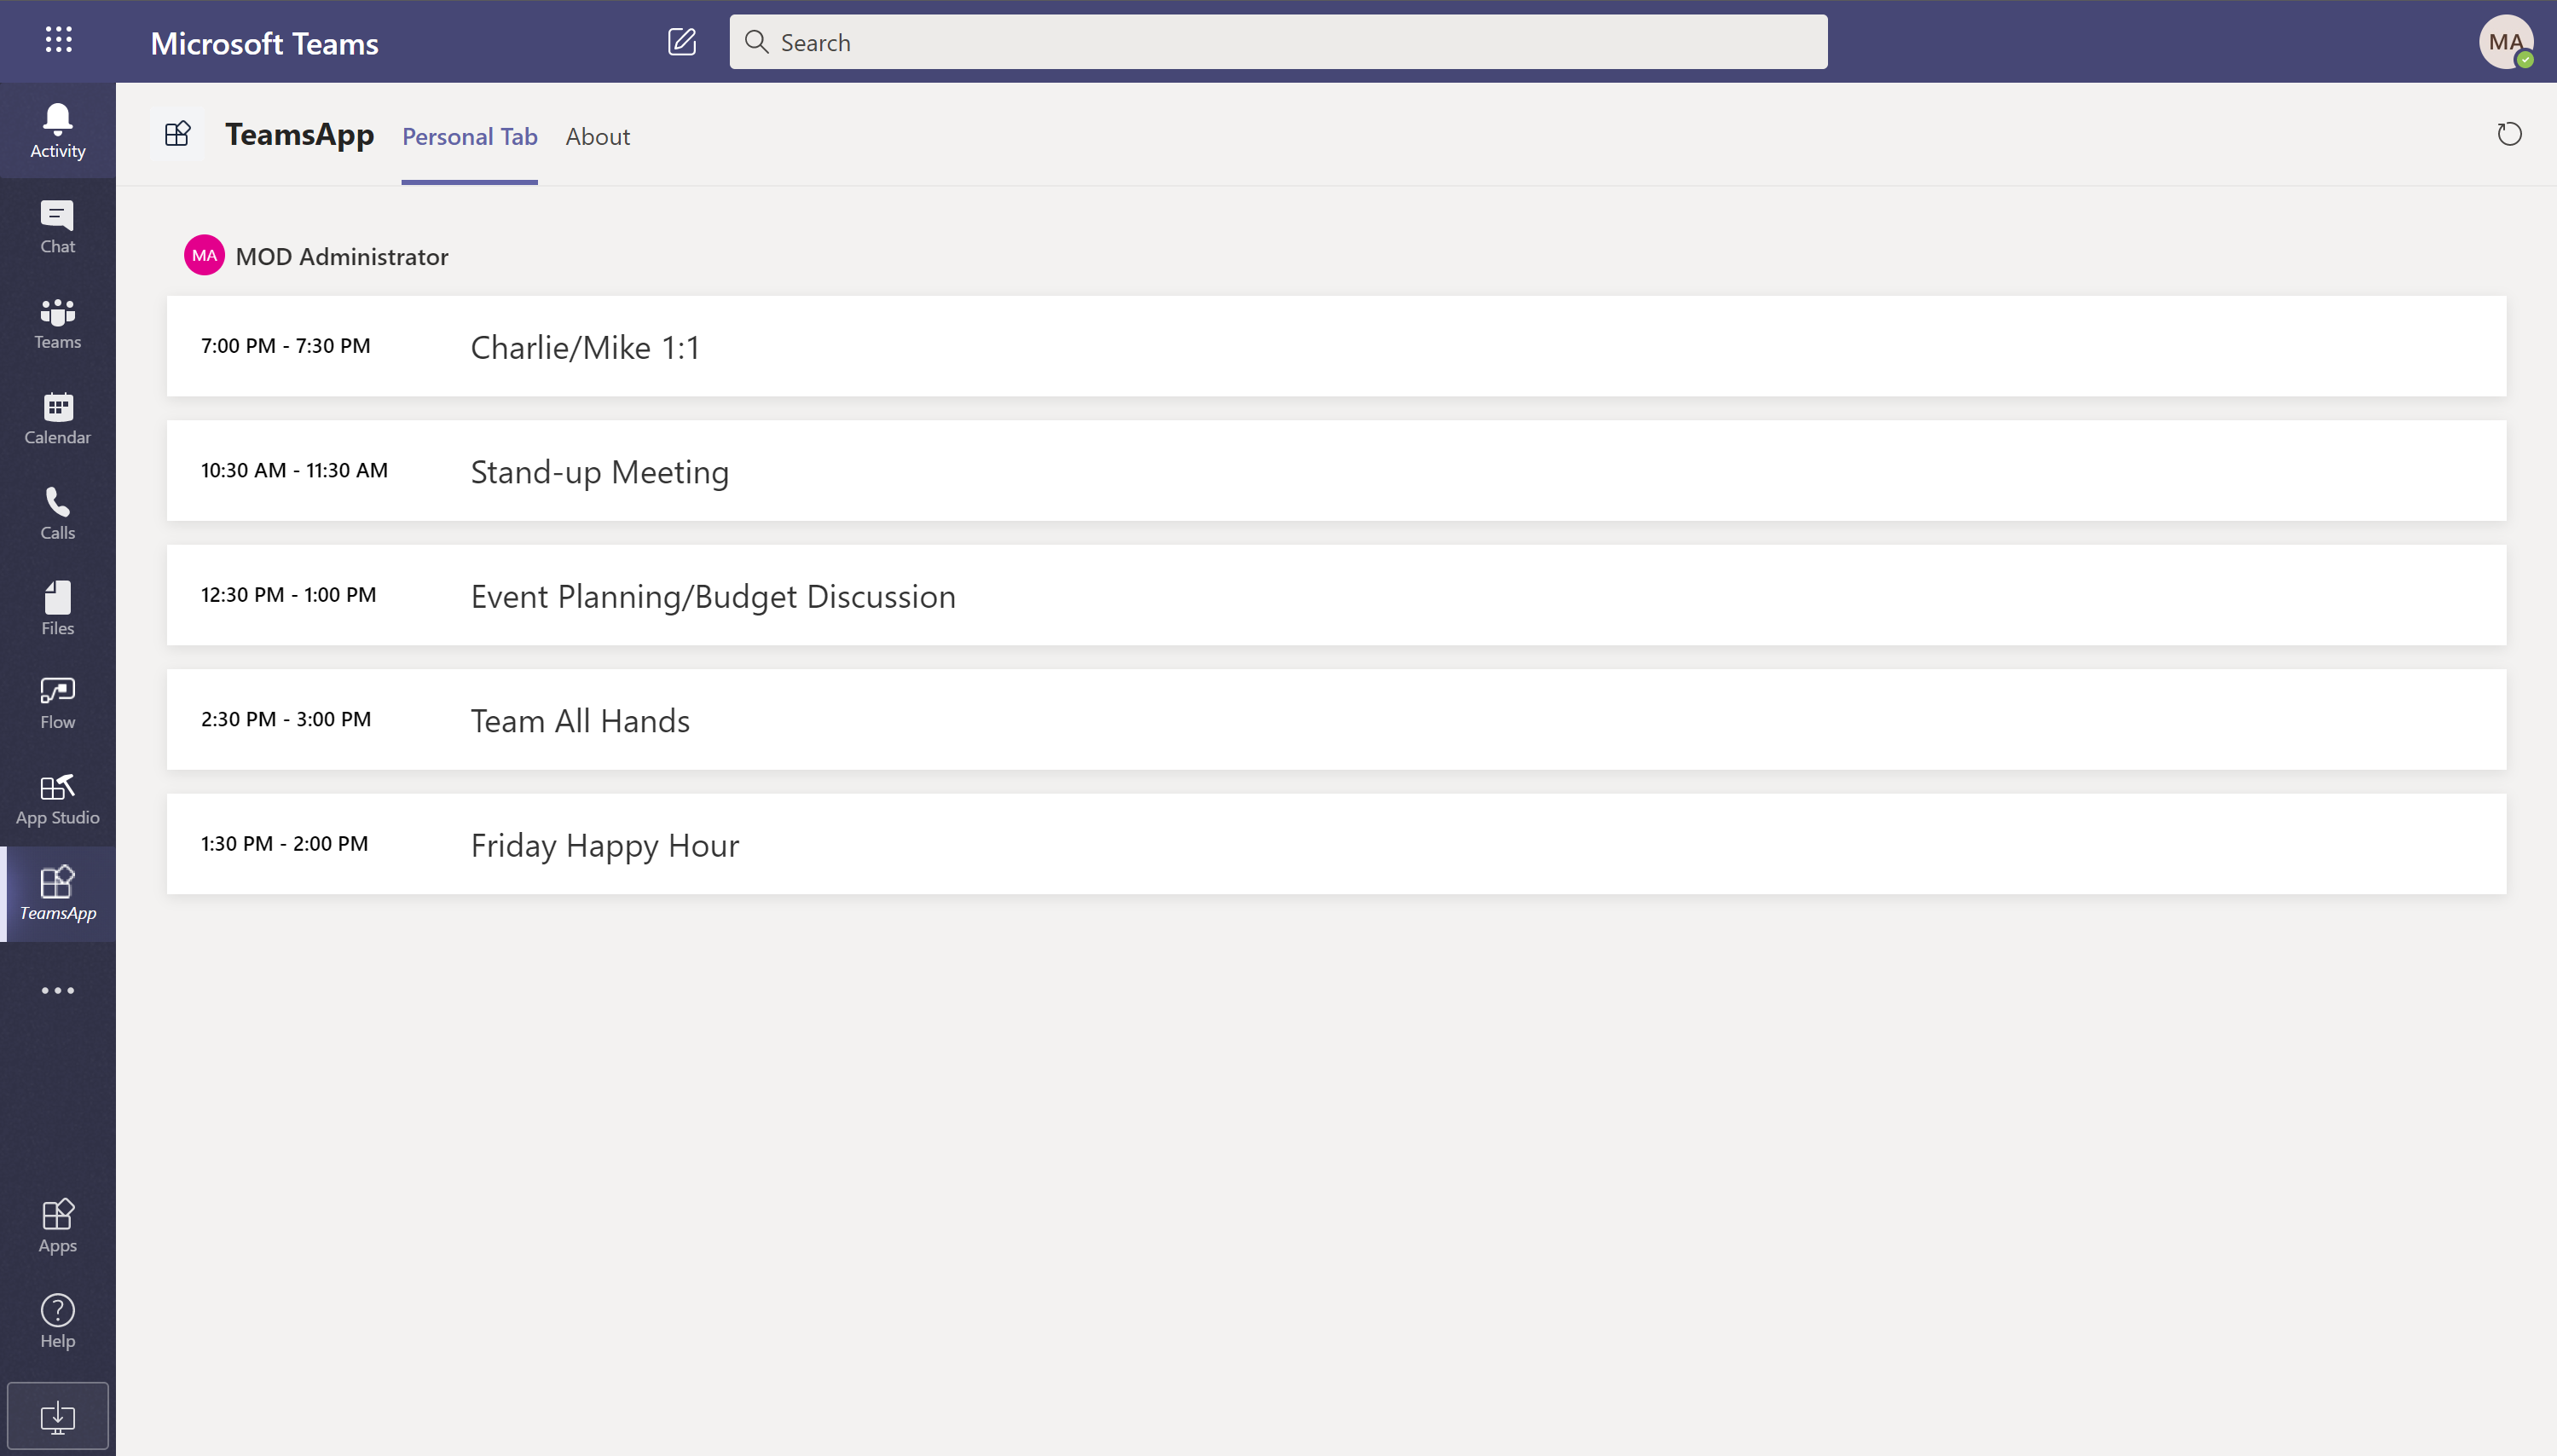 Microsoft Teams
Search
MA
Activity
Chat
Teams
Calendar
Calls
Files
Flow
App Studio
TeamsApp
Apps
Help
TeamsApp Personal Tab About
MA MOD Administrator
7:00 PM - 7:30 PM Charlie/Mike 1:1
10:30 AM - 11:30 AM Stand-up Meeting
12:30 PM - 1:00 PM Event Planning/Budget Discussion
2:30 PM - 3:00 PM Team All Hands
1:30 PM - 2:00 PM Friday Happy Hour